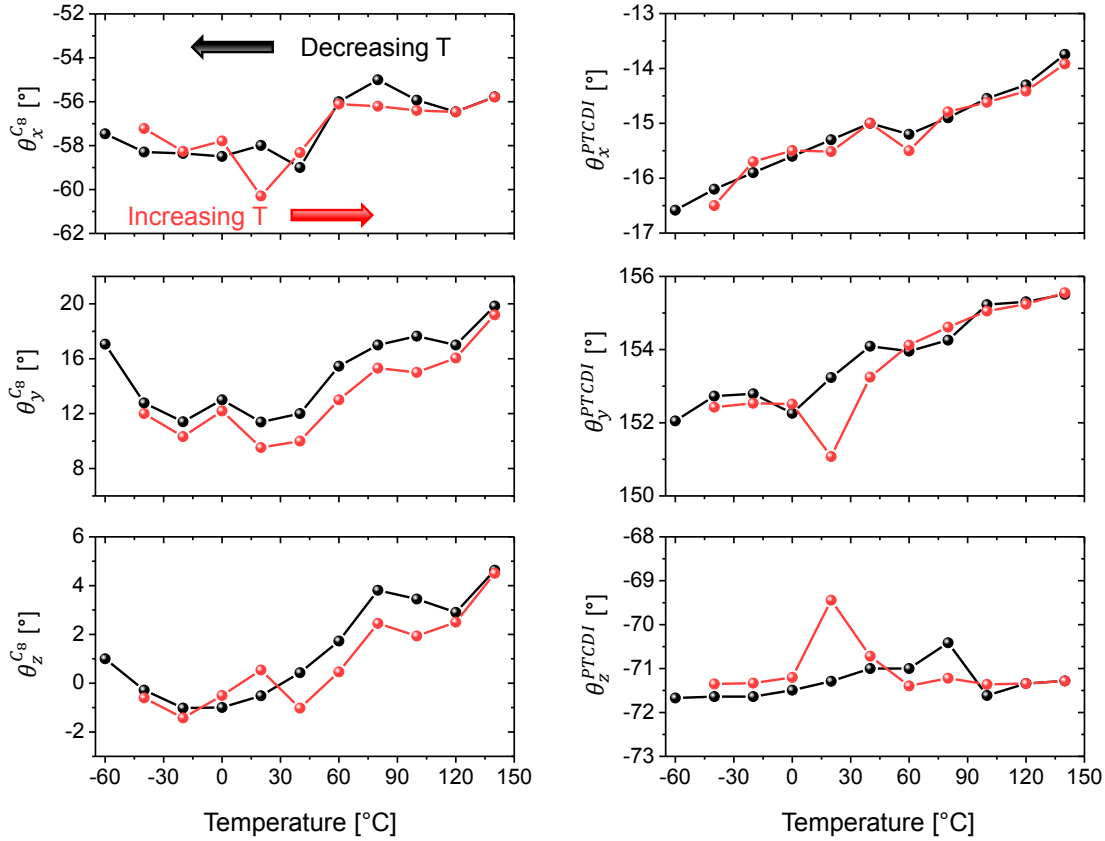 -52
-54
-56
-58
-60
-62
θ_x^{C_8} [°]
Decreasing T
Increasing T
-13
-14
-15
-16
-17
θ_x^{PTCDI} [°]
20
16
12
8
θ_y^{C_8} [°]
156
154
152
150
θ_y^{PTCDI} [°]
6
4
2
0
-2
θ_z^{C_8} [°]
-60 -30 0 30 60 90 120 150
Temperature [°C]
-68
-69
-70
-71
-72
-73
θ_z^{PTCDI} [°]
-60 -30 0 30 60 90 120 150
Temperature [°C]